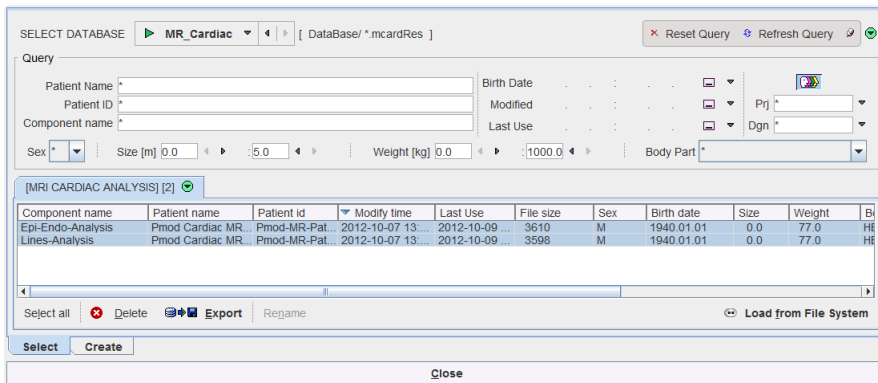 SELECT DATABASE MR_Cardiac [ DataBase/ *.mcardRes ] Reset Query Refresh Query
Query
Patient Name * Birth Date . . : . .
Patient ID * Modified . . : . . Prj *
Component name * Last Use . . : . . Dgn *
Sex * Size [m] 0.0 : 5.0 Weight [kg] 0.0 : 1000.0 Body Part *
[MRI CARDIAC ANALYSIS] [2]
Component name Patient name Patient id Modify time Last Use File size Sex Birth date Size Weight
Epi-Endo-Analysis Pmod Cardiac MR... Pmod-MR-Pat... 2012-10-07 13:... 2012-10-09 ... 3610 M 1940.01.01 0.0 77.0
Lines-Analysis Pmod Cardiac MR... Pmod-MR-Pat... 2012-10-07 13:... 2012-10-09 ... 3598 M 1940.01.01 0.0 77.0
Select all Delete Export Rename Load from File System
Select Create
Close